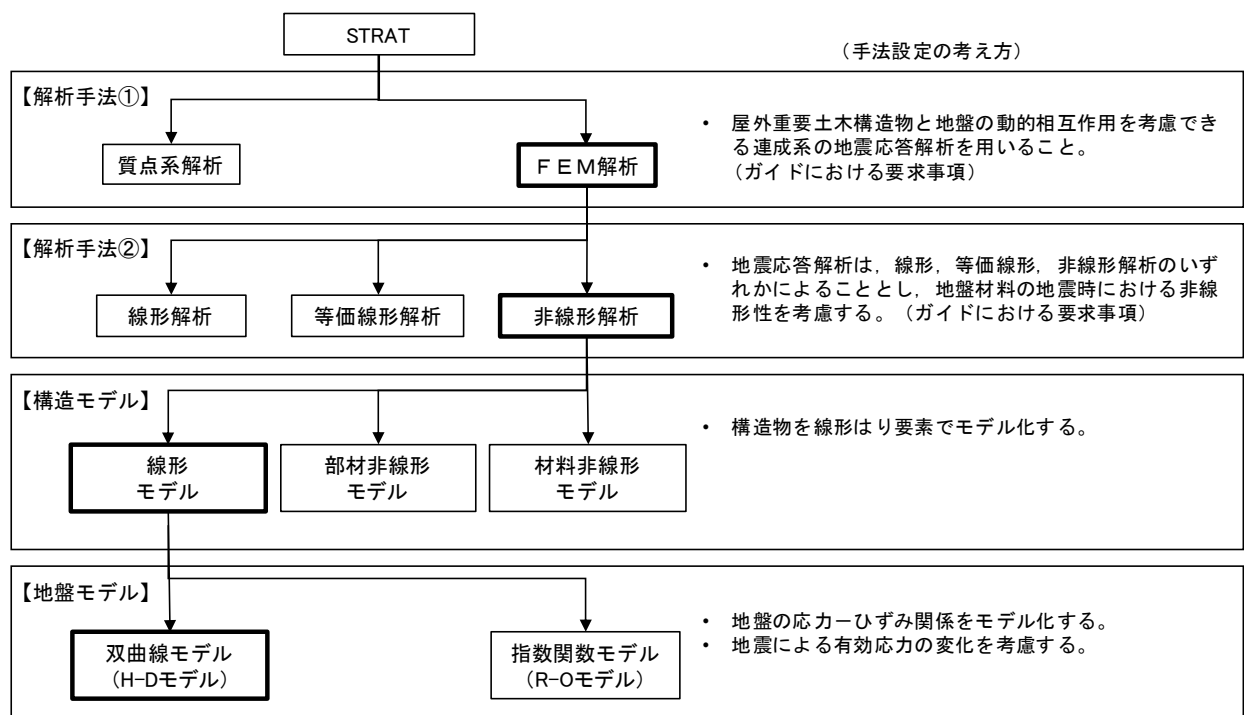 STRAT
（手法設定の考え方）
【解析手法①】
質点系解析
ＦＥＭ解析
• 屋外重要土木構造物と地盤の動的相互作用を考慮でき
る連成系の地震応答解析を用いること。
（ガイドにおける要求事項）
【解析手法②】
線形解析
等価線形解析
非線形解析
• 地震応答解析は，線形，等価線形，非線形解析のいず
れかによることとし，地盤材料の地震時における非線
形性を考慮する。（ガイドにおける要求事項）
【構造モデル】
線形
モデル
部材非線形
モデル
材料非線形
モデル
• 構造物を線形はり要素でモデル化する。
【地盤モデル】
双曲線モデル
（H-Dモデル）
指数関数モデル
（R-Oモデル）
• 地盤の応力－ひずみ関係をモデル化する。
• 地震による有効応力の変化を考慮する。